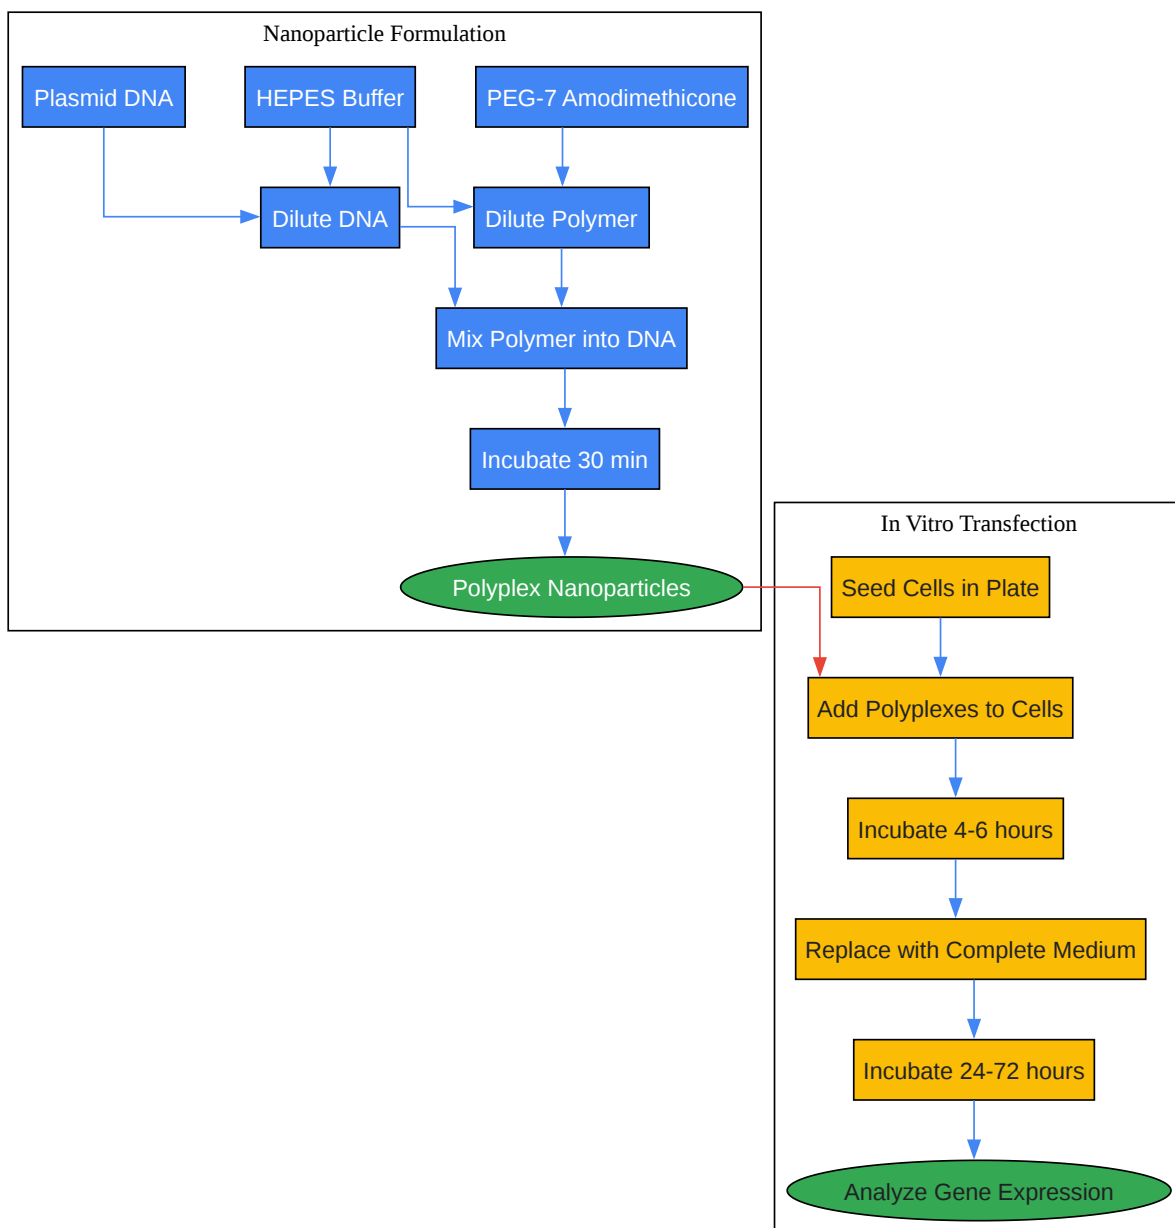 Nanoparticle Formulation
Plasmid DNA
HEPES Buffer
PEG-7 Amodimethicone
Dilute DNA
Dilute Polymer
Mix Polymer into DNA
Incubate 30 min
Polyplex Nanoparticles
In Vitro Transfection
Seed Cells in Plate
Add Polyplexes to Cells
Incubate 4-6 hours
Replace with Complete Medium
Incubate 24-72 hours
Analyze Gene Expression